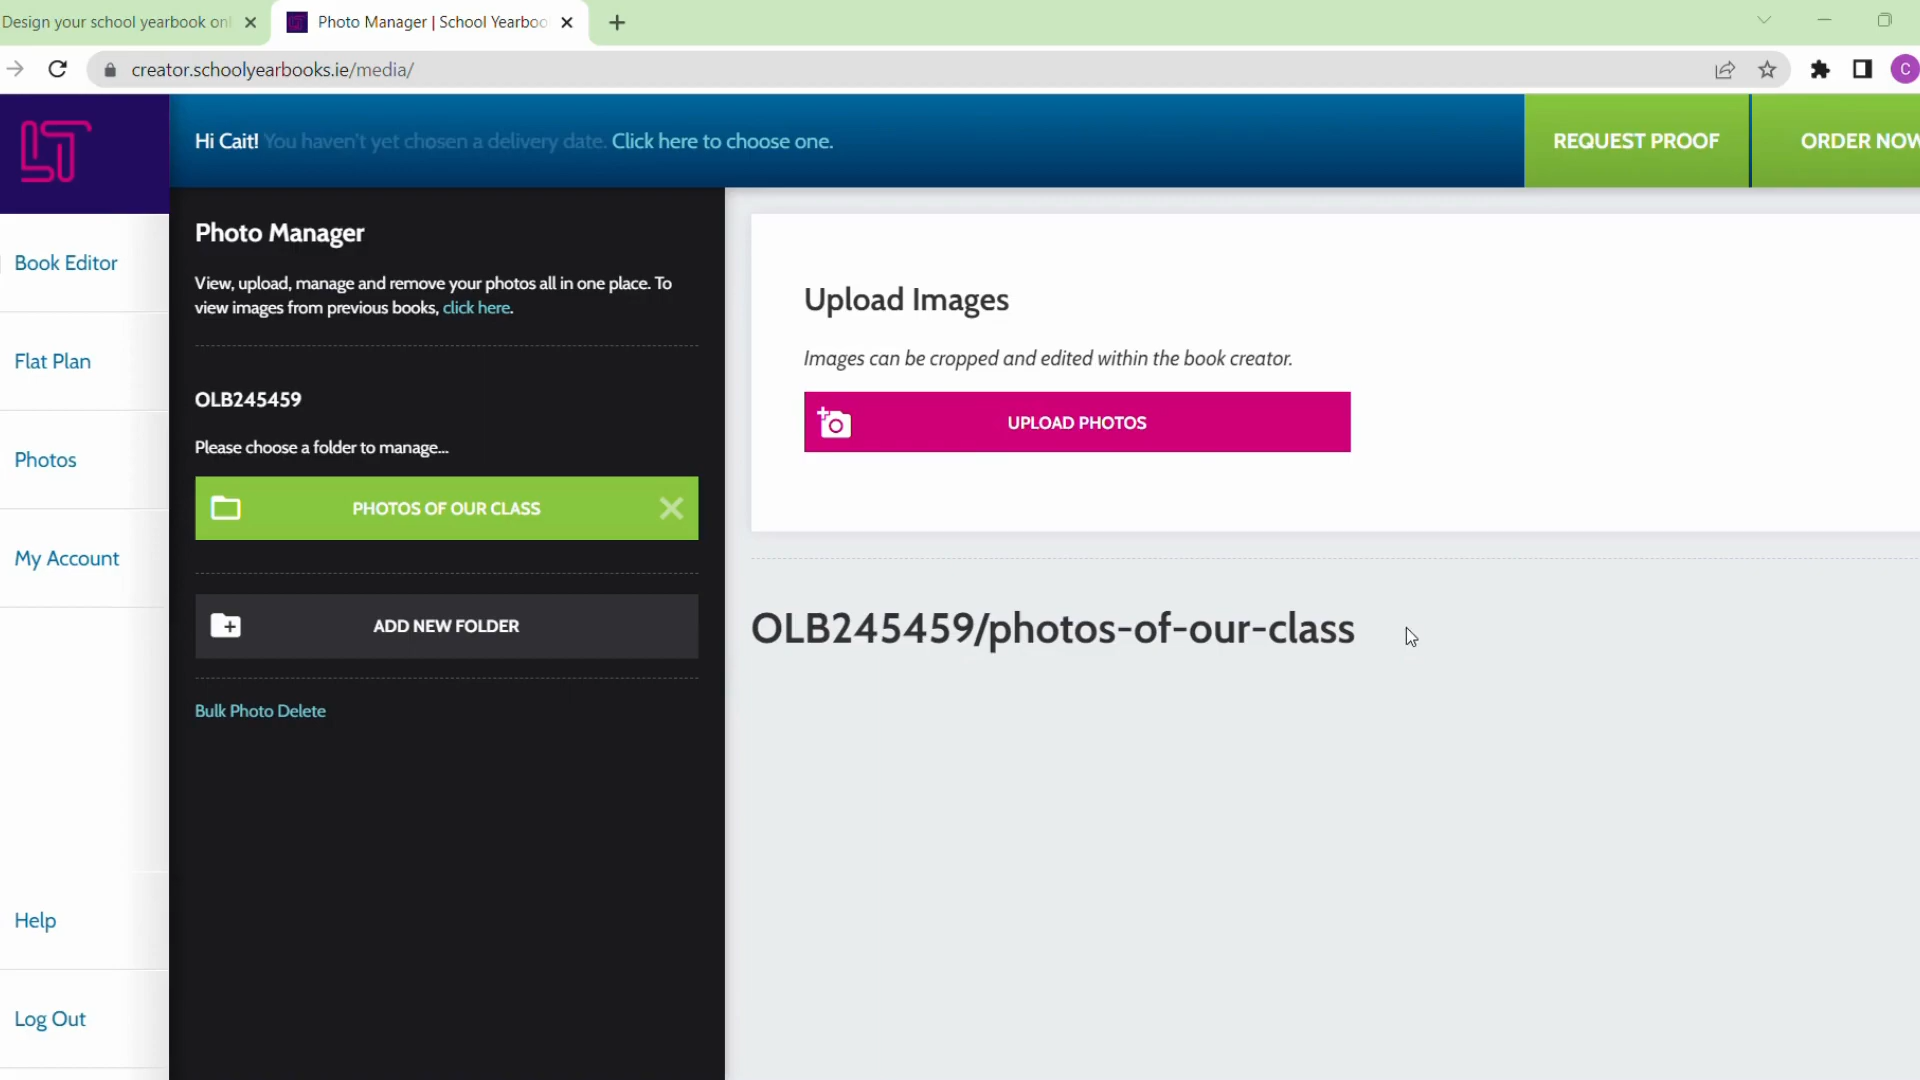 Design your school yearbook onl
Photo Manager | School Yearboo
creator.schoolyearbooks.ie/media/
C
Hi Cait! You haven't yet chosen a delivery date. Click here to choose one.
REQUEST PROOF
ORDER NOW
Book Editor
Flat Plan
Photos
My Account
Help
Log Out
Photo Manager
View, upload, manage and remove your photos all in one place. To
view images from previous books, click here.
OLB245459
Please choose a folder to manage...
PHOTOS OF OUR CLASS
ADD NEW FOLDER
Bulk Photo Delete
Upload Images
Images can be cropped and edited within the book creator.
UPLOAD PHOTOS
OLB245459/photos-of-our-class